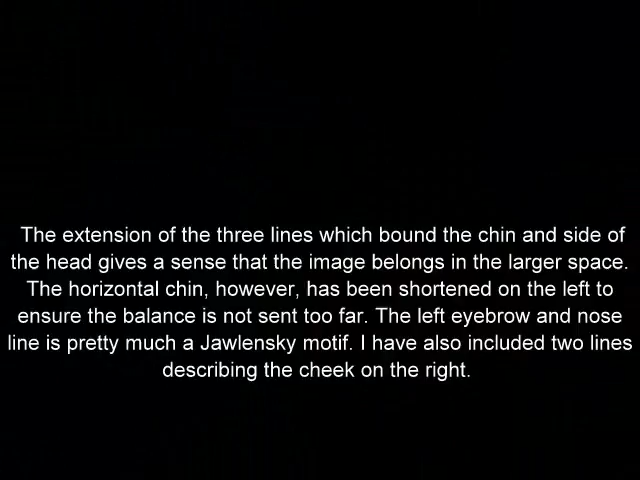 The extension of the three lines which bound the chin and side of
the head gives a sense that the image belongs in the larger space.
The horizontal chin, however, has been shortened on the left to
ensure the balance is not sent too far. The left eyebrow and nose
line is pretty much a Jawlensky motif. I have also included two lines
describing the cheek on the right.